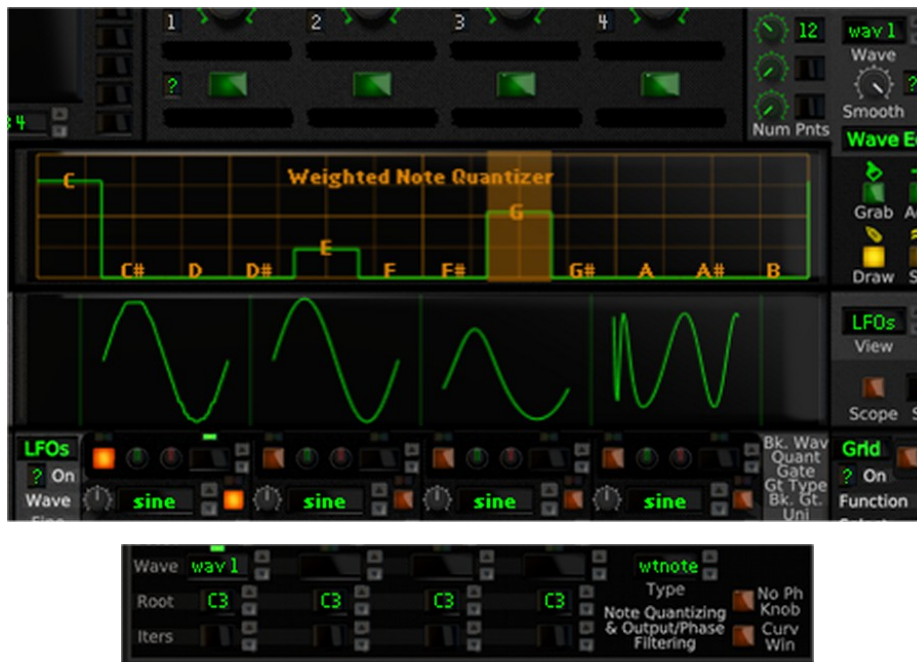 1 2 3 4 12 wav1
Wave
?
Smooth
Num Pnts
Wave
Weighted Note Quantizer
C
G
E
C# D D# F F# G# A A# B
Grab
Draw
LFOs
View
Scope
LFOs
? On
Wave
sine sine sine sine
Bk. Wav
Quant
Gate
Gt Type
Bk. Gt.
Uni
Grid
? On
Function
Wave wav1 wtnote
Type
Root C3 C3 C3 C3
No Ph
Knob
Note Quantizing
& Output/Phase
Filtering
Iters
Curv
Win